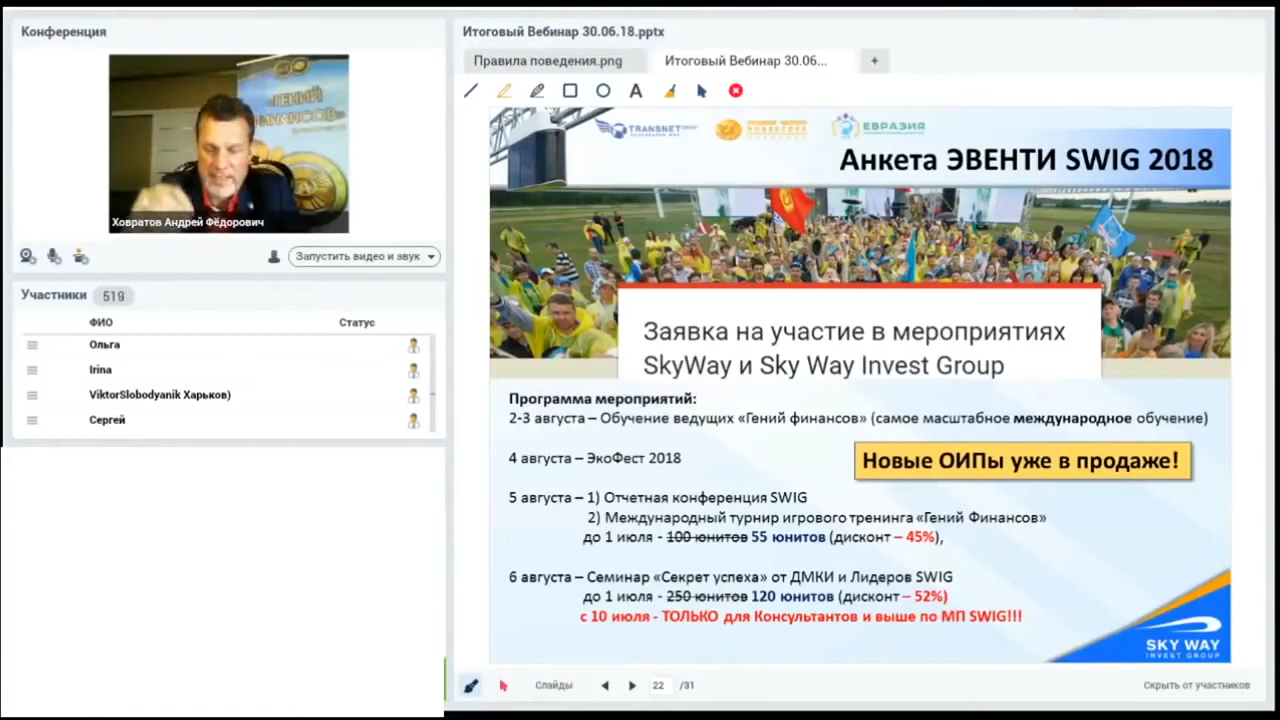 Конференция
ГЕНИЙ
Ховратов Андрей Фёдорович
Запустить видео и звук
Участники 519
ФИО Статус
Ольга
Irina
ViktorSlobodyanik Харьков)
Сергей
Итоговый Вебинар 30.06.18.pptx
Правила поведения.png Итоговый Вебинар 30.06... +
A
TRANSNET
ЕВРАЗИЯ
Анкета ЭВЕНТИ SWIG 2018
Заявка на участие в мероприятиях
SkyWay и Sky Way Invest Group
Программа мероприятий:
2-3 августа – Обучение ведущих «Гений финансов» (самое масштабное международное обучение)
4 августа – ЭкоФест 2018
Новые ОИПы уже в продаже!
5 августа – 1) Отчетная конференция SWIG
2) Международный турнир игрового тренинга «Гений Финансов»
до 1 июля - 100 юнитов 55 юнитов (дисконт – 45%),
6 августа – Семинар «Секрет успеха» от ДМКИ и Лидеров SWIG
до 1 июля - 250 юнитов 120 юнитов (дисконт – 52%)
с 10 июля - ТОЛЬКО для Консультантов и выше по МП SWIG!!!
SKY WAY
INVEST GROUP
Слайды 22 /31 Скрыть от участников